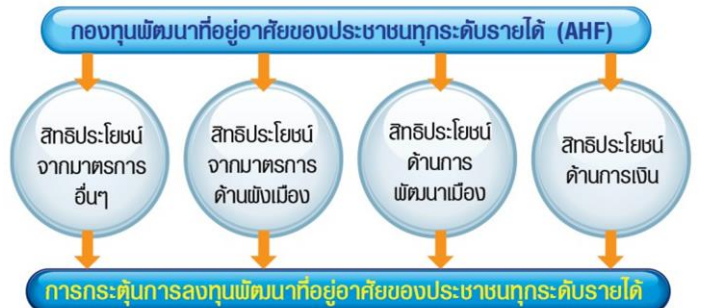 กองทุนพัฒนาที่อยู่อาศัยของประชาชนทุกระดับรายได้ (AHF)
สิทธิประโยชน์
จากมาตรการ
อื่นๆ
สิทธิประโยชน์
จากมาตรการ
ด้านผังเมือง
สิทธิประโยชน์
ด้านการ
พัฒนาเมือง
สิทธิประโยชน์
ด้านการเงิน
การกระตุ้นการลงทุนพัฒนาที่อยู่อาศัยของประชาชนทุกระดับรายได้